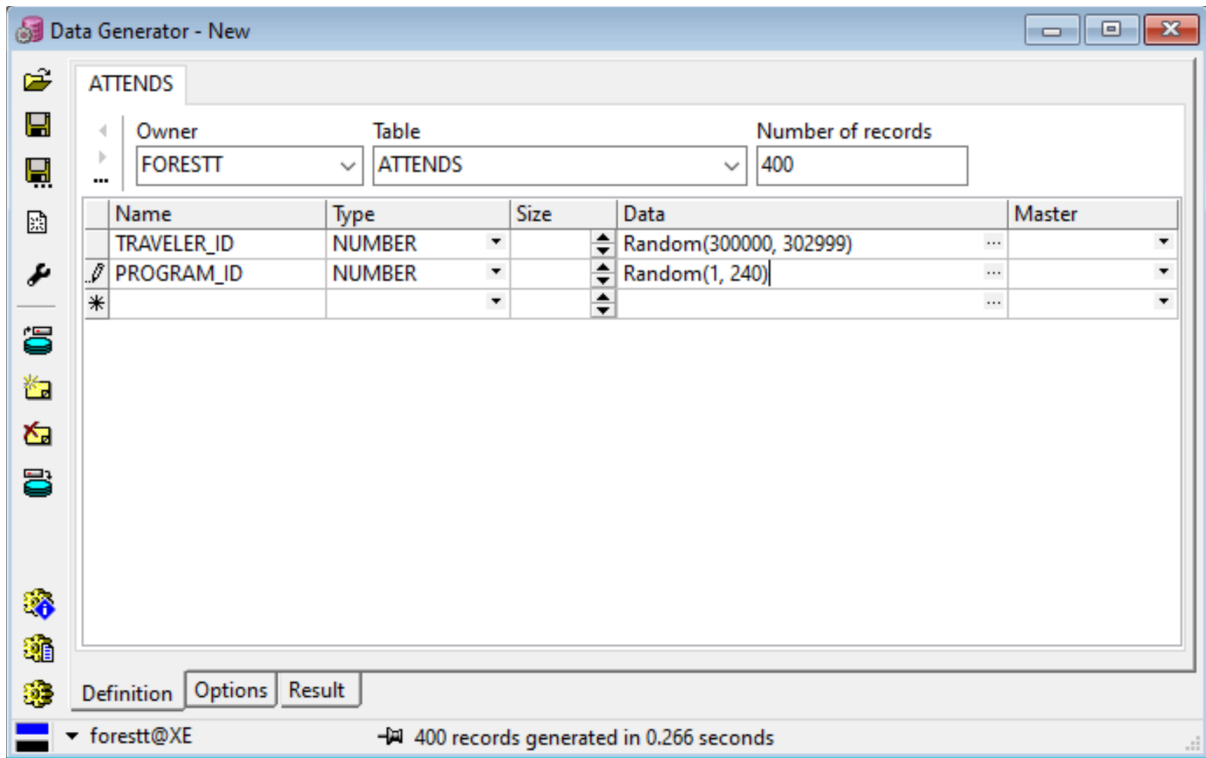 Data Generator - New
ATTENDS
Owner Table Number of records
FORESTT ATTENDS 400
Name Type Size Data Master
TRAVELER_ID NUMBER Random(300000, 302999) ...
PROGRAM_ID NUMBER Random(1, 240) ...
...
Definition Options Result
forestt@XE 400 records generated in 0.266 seconds